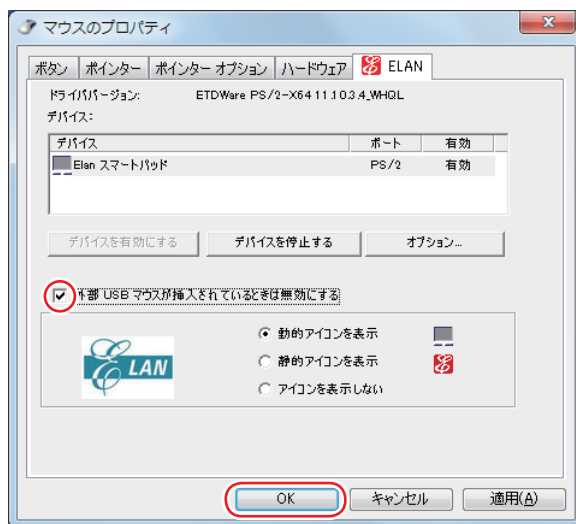 マウスのプロパティ
ボタン ポインター ポインター オプション ハードウェア ELAN
ドライババージョン: ETDWare PS/2-X64 11.10.3.4_WHQL
デバイス:
デバイス ポート 有効
Elan スマートパッド PS/2 有効
デバイスを有効にする デバイスを停止する オプション...
外部 USB マウスが挿入されているときは無効にする
動的アイコンを表示
ELAN
静的アイコンを表示
アイコンを表示しない
OK キャンセル 適用(A)